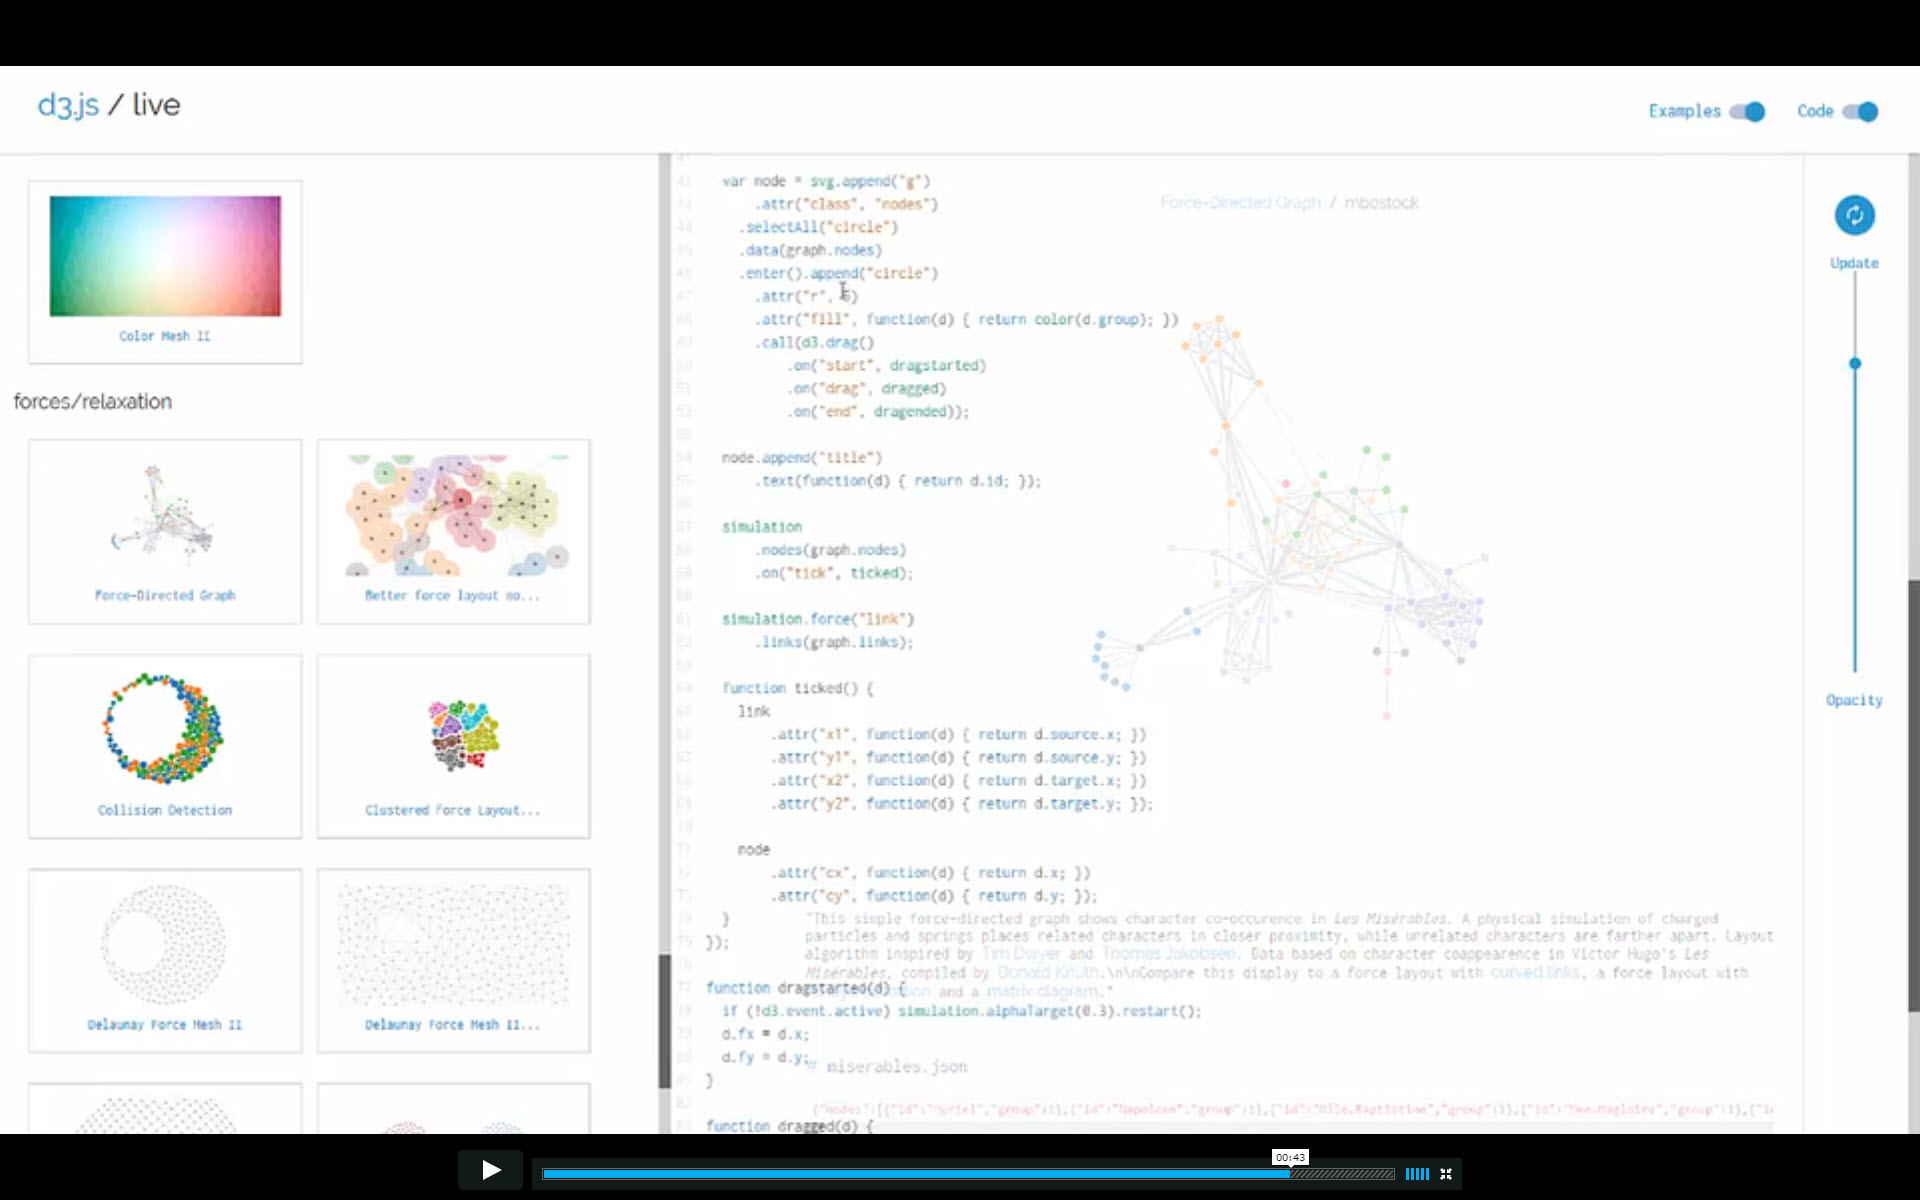 d3.js / live
Examples
Code
Color Mesh II
forces/relaxation
Force-Directed Graph
Better force layout no...
Collision Detection
Clustered Force Layout...
Delaunay Force Mesh II
Delaunay Force Mesh II...
var node = svg.append("g")
.attr("class", "nodes")
.selectAll("circle")
.data(graph.nodes)
.enter().append("circle")
.attr("r", )
.attr("fill", function(d) { return color(d.group); })
.call(d3.drag()
.on("start", dragstarted)
.on("drag", dragged)
.on("end", dragended));
node.append("title")
.text(function(d) { return d.id; });
simulation
.nodes(graph.nodes)
.on("tick", ticked);
simulation.force("link")
.links(graph.links);
function ticked() {
link
.attr("x1", function(d) { return d.source.x; })
.attr("y1", function(d) { return d.source.y; })
.attr("x2", function(d) { return d.target.x; })
.attr("y2", function(d) { return d.target.y; });
node
.attr("cx", function(d) { return d.x; })
.attr("cy", function(d) { return d.y; });
}
});
function dragstarted(d) {
if (!d3.event.active) simulation.alphaTarget(0.3).restart();
d.fx = d.x;
d.fy = d.y;
}
function dragged(d) {
Force-Directed Graph / mbostock
"This simple force-directed graph shows character co-occurence in Les Misérables. A physical simulation of charged
particles and springs places related characters in closer proximity, while unrelated characters are farther apart. Layout
algorithm inspired by Tim Dwyer and Thomas Jakobsen. Data based on character coappearence in Victor Hugo's Les
Misérables, compiled by Donald Knuth.\n\nCompare this display to a force layout with curved links, a force layout with
and a matrix diagram."
# miserables.json
{"nodes":[{"id":"Myriel","group":1},{"id":"Napoleon","group":1},{"id":"Mlle.Baptistine","group":1},{"id":"Mme.Magloire","group":1},{"id
Update
Opacity
00:43